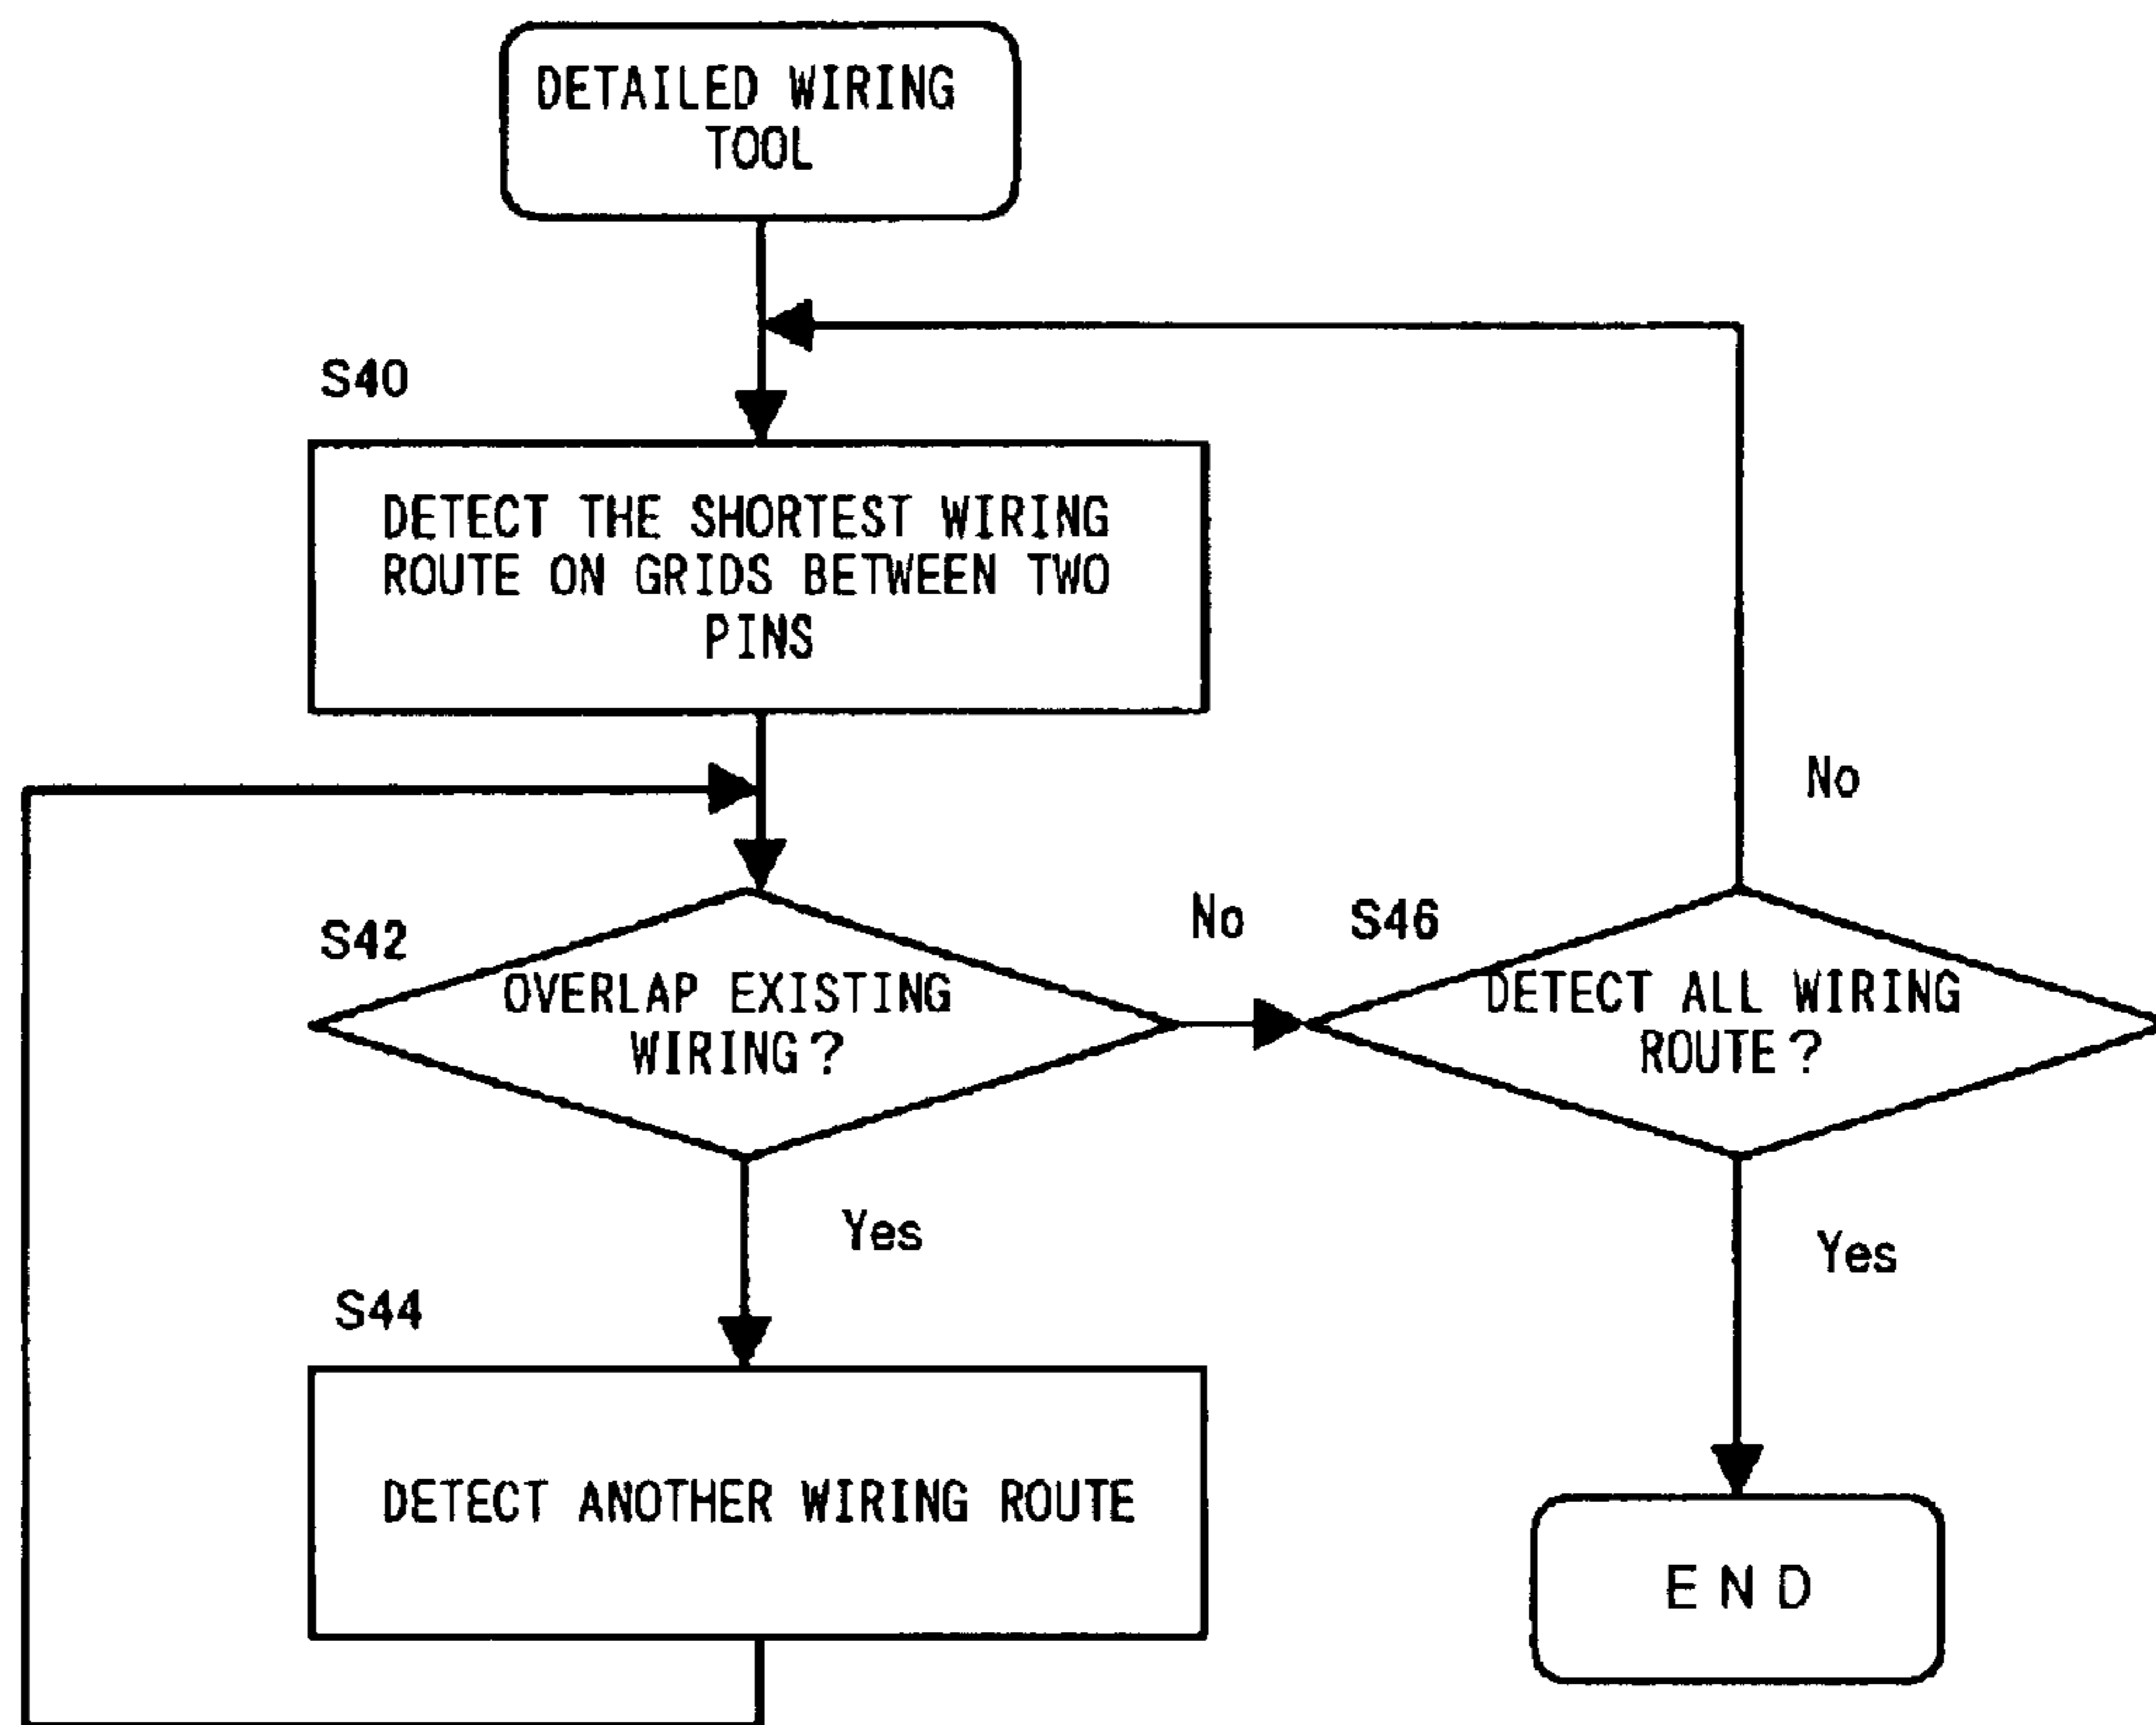 DETAILED WIRING
TOOL
S40
DETECT THE SHORTEST WIRING
ROUTE ON GRIDS BETWEEN TWO
PINS
No
S42
No
S46
OVERLAP EXISTING
WIRING?
DETECT ALL WIRING
ROUTE?
Yes
Yes
S44
DETECT ANOTHER WIRING ROUTE
END